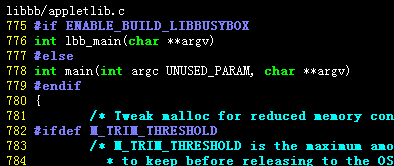 libbb/appletlib.c
775 #if ENABLE_BUILD_LIBBUSYBOX
776 int lbb_main(char **argv)
777 #else
778 int main(int argc UNUSED_PARAM, char **argv)
779 #endif
780 {
781 /* Tweak malloc for reduced memory con
782 #ifdef M_TRIM_THRESHOLD
783 /* M_TRIM_THRESHOLD is the maximum amo
784 * to keep before releasing to the OS